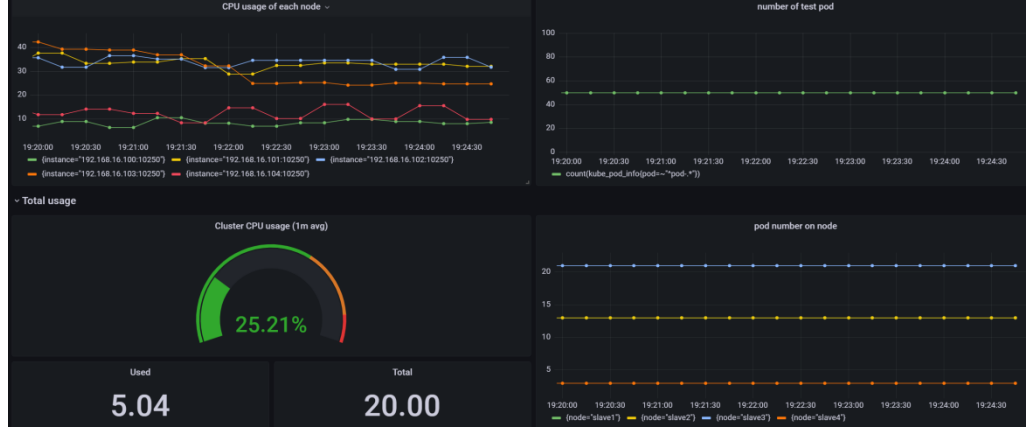 CPU usage of each node
40
30
20
10
19:20:00 19:20:30 19:21:00 19:21:30 19:22:00 19:22:30 19:23:00 19:23:30 19:24:00 19:24:30
{instance="192.168.16.100:10250"} {instance="192.168.16.101:10250"} {instance="192.168.16.102:10250"}
{instance="192.168.16.103:10250"} {instance="192.168.16.104:10250"}
number of test pod
100
80
60
40
20
0
19:20:00 19:20:30 19:21:00 19:21:30 19:22:00 19:22:30 19:23:00 19:23:30 19:24:00 19:24:30
count(kube_pod_info{pod=~"^pod-.*"})
Total usage
Cluster CPU usage (1m avg)
25.21%
Used
5.04
Total
20.00
pod number on node
20
15
10
5
19:20:00 19:20:30 19:21:00 19:21:30 19:22:00 19:22:30 19:23:00 19:23:30 19:24:00 19:24:30
{node="slave1"} {node="slave2"} {node="slave3"} {node="slave4"}